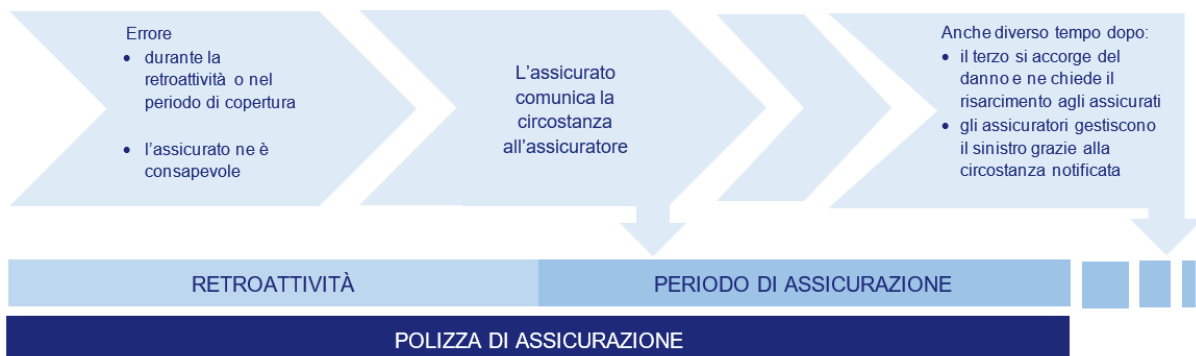 Errore
• durante la
retroattività o nel
periodo di copertura
• l'assicurato ne è
consapevole
L'assicurato
comunica la
circostanza
all'assicuratore
Anche diverso tempo dopo:
• il terzo si accorge del
danno e ne chiede il
risarcimento agli assicurati
• gli assicuratori gestiscono
il sinistro grazie alla
circostanza notificata
RETROATTIVITÀ
PERIODO DI ASSICURAZIONE
POLIZZA DI ASSICURAZIONE